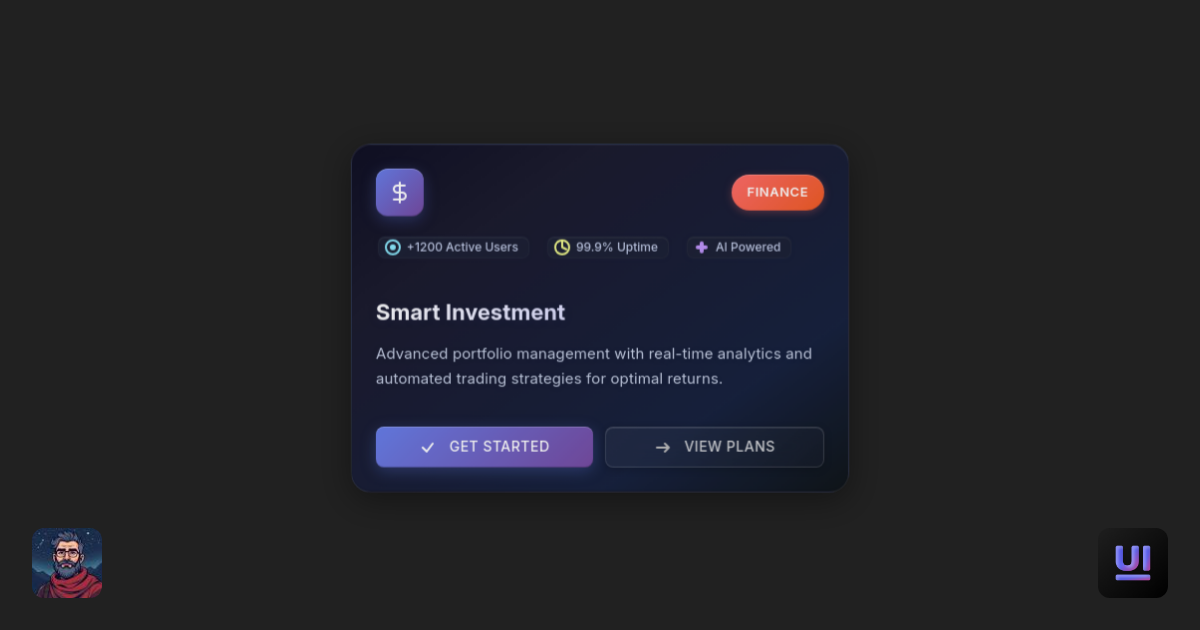 $
FINANCE
+1200 Active Users
99.9% Uptime
AI Powered
Smart Investment
Advanced portfolio management with real-time analytics and
automated trading strategies for optimal returns.
GET STARTED
VIEW PLANS
UI